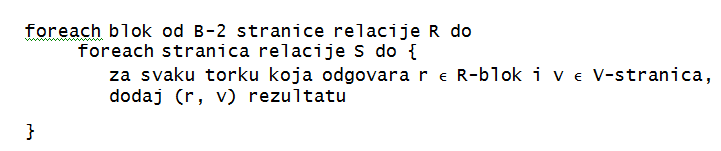 foreach blok od B-2 stranice relacije R do
foreach stranica relacije S do {
za svaku torku koja odgovara r ϵ R-blok i v ϵ V-stranica,
dodaj (r, v) rezultatu
}